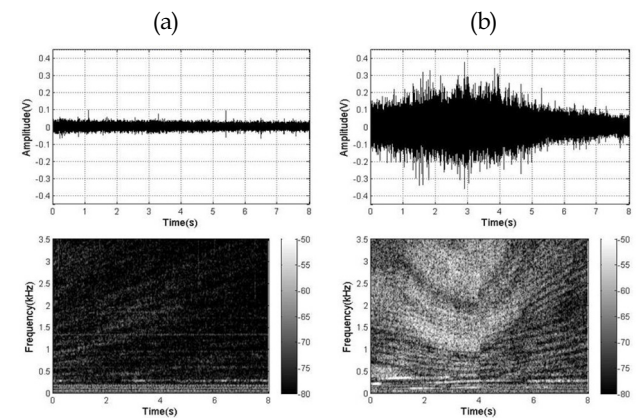 (a) (b)
0.4 0.3 0.2 0.1 0 -0.1 -0.2 -0.3 -0.4
Amplitude(V)
0 1 2 3 4 5 6 7 8
Time(s)
0.4 0.3 0.2 0.1 0 -0.1 -0.2 -0.3 -0.4
Amplitude(V)
0 1 2 3 4 5 6 7 8
Time(s)
3.5 3 2.5 2 1.5 1 0.5 0
Frequency(kHz)
0 2 4 6 8
Time(s)
-50 -55 -60 -65 -70 -75 -80
3.5 3 2.5 2 1.5 1 0.5 0
Frequency(kHz)
0 2 4 6 8
Time(s)
-50 -55 -60 -65 -70 -75 -80